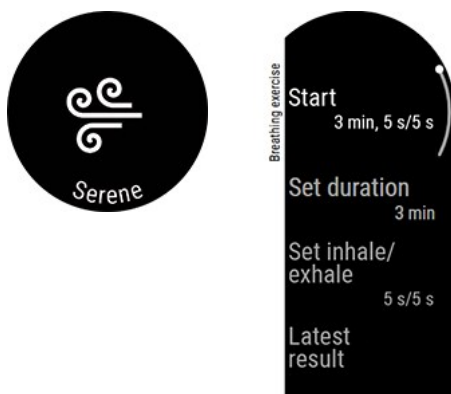 Serene
Breathing exercise
Start
3 min, 5 s/5 s
Set duration
3 min
Set inhale/
exhale
5 s/5 s
Latest
result